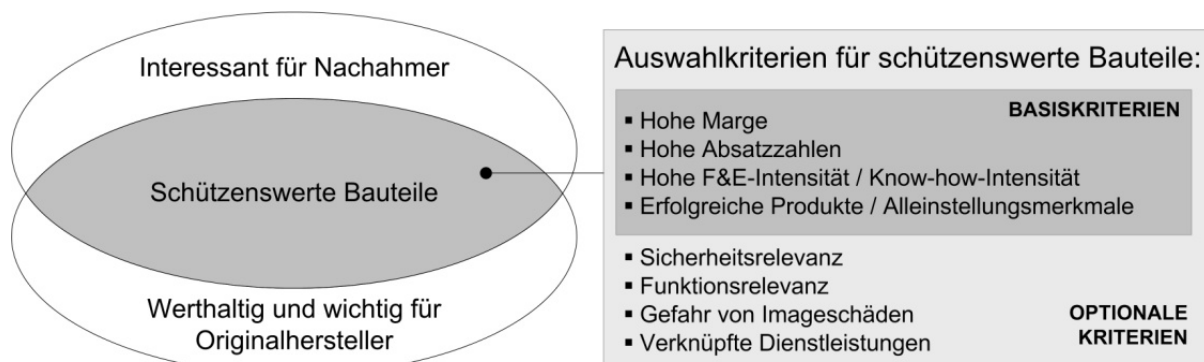 Interessant für Nachahmer
Schützenswerte Bauteile
Werthaltig und wichtig für
Originalhersteller
Auswahlkriterien für schützenswerte Bauteile:
BASISKRITERIEN
▪ Hohe Marge
▪ Hohe Absatzzahlen
▪ Hohe F&E-Intensität / Know-how-Intensität
▪ Erfolgreiche Produkte / Alleinstellungsmerkmale
▪ Sicherheitsrelevanz
▪ Funktionsrelevanz
▪ Gefahr von Imageschäden
▪ Verknüpfte Dienstleistungen
OPTIONALE
KRITERIEN